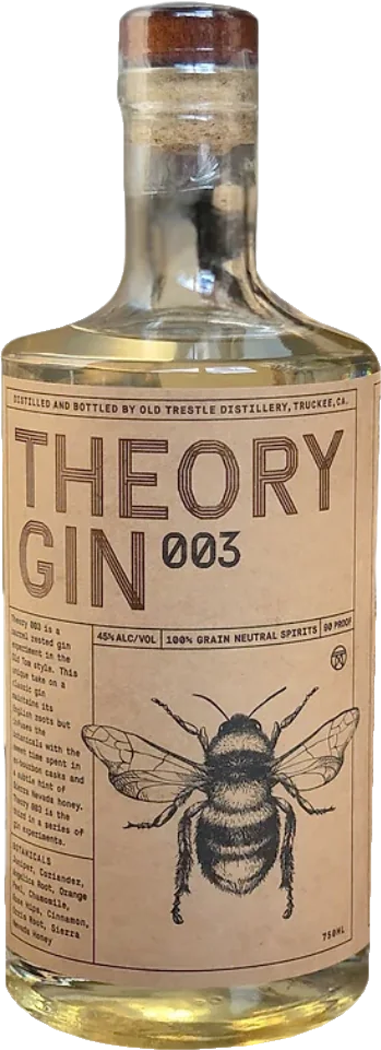 DISTILLED AND BOTTLED BY OLD TRESTLE DISTILLERY, TRUCKEE, CA.
THEORY
GIN 003
45% ALC/VOL
100% GRAIN NEUTRAL SPIRITS
90 PROOF
Theory 003 is a
barrel rested gin
experiment in the
Old Tom style. This
unique take on a
classic gin
maintains its
English roots but
infuses the
botanicals with the
sweet time spent in
ex-bourbon casks and
a subtle hint of
Sierra Nevada honey.
Theory 003 is the
third in a series of
gin experiments.
BOTANICALS
Juniper, Coriander,
Angelica Root, Orange
Peel, Chamomile,
Rose Hips, Cinnamon,
Orris Root, Sierra
Nevada Honey
750ML